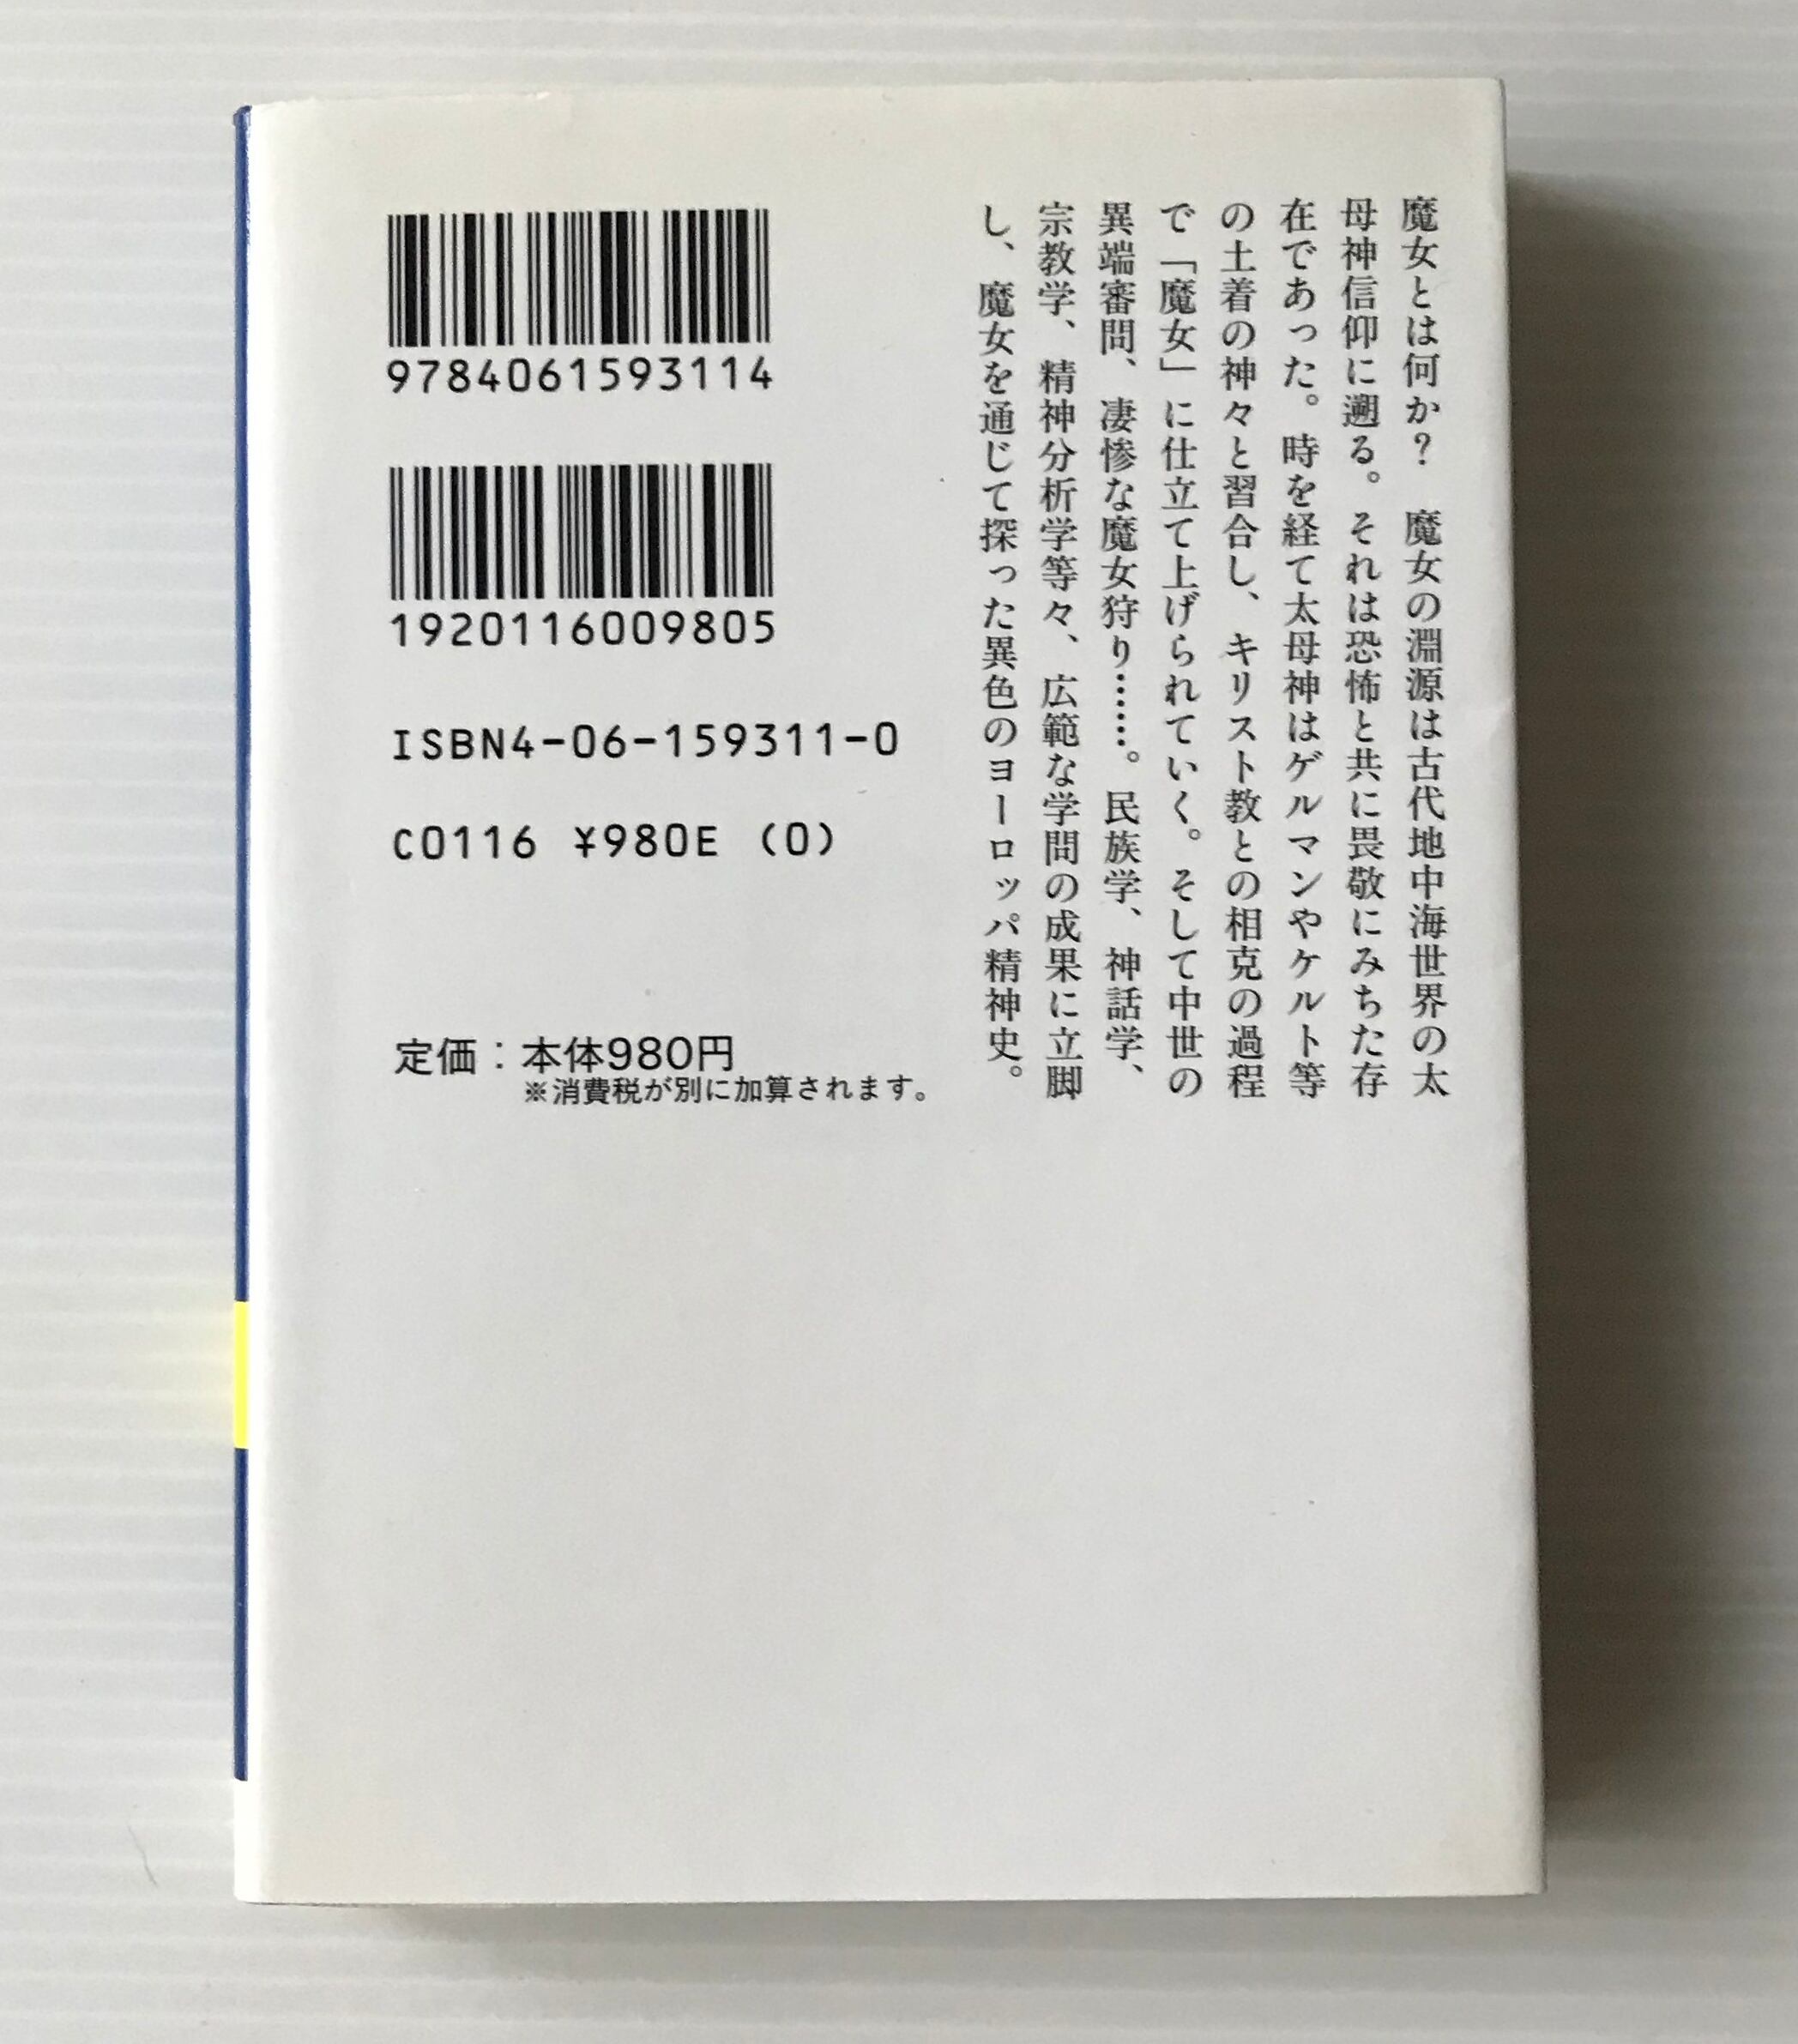 魔女とは何か？　魔女の淵源は古代地中海世界の太
母神信仰に遡る。それは恐怖と共に畏敬にみちた存
在であった。時を経て太母神はゲルマンやケルト等
の土着の神々と習合し、キリスト教との相克の過程
で「魔女」に仕立て上げられていく。そして中世の
異端審問、凄惨な魔女狩り……。民族学、神話学、
宗教学、精神分析学等々、広範な学問の成果に立脚
し、魔女を通じて探った異色のヨーロッパ精神史。
9784061593114
1920116009805
ISBN4-06-159311-0
C0116 ¥980E (0)
定価：本体980円
※消費税が別に加算されます。